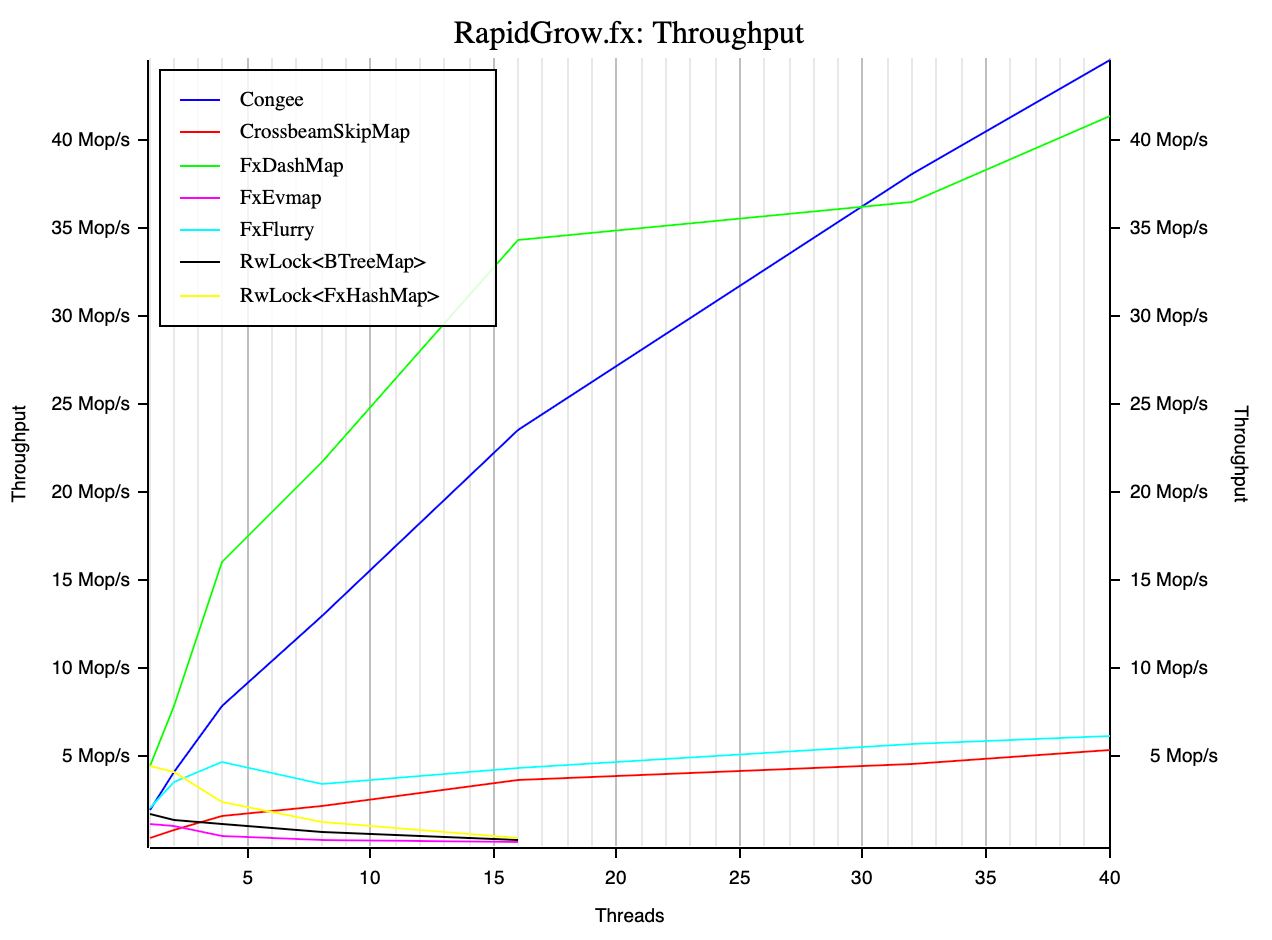 RapidGrow.fx: Throughput
Congee
CrossbeamSkipMap
FxDashMap
FxEvmap
FxFlurry
RwLock<BTreeMap>
RwLock<FxHashMap>
40 Mop/s
35 Mop/s
30 Mop/s
25 Mop/s
20 Mop/s
15 Mop/s
10 Mop/s
5 Mop/s
Throughput
40 Mop/s
35 Mop/s
30 Mop/s
25 Mop/s
20 Mop/s
15 Mop/s
10 Mop/s
5 Mop/s
Throughput
5 10 15 20 25 30 35 40
Threads